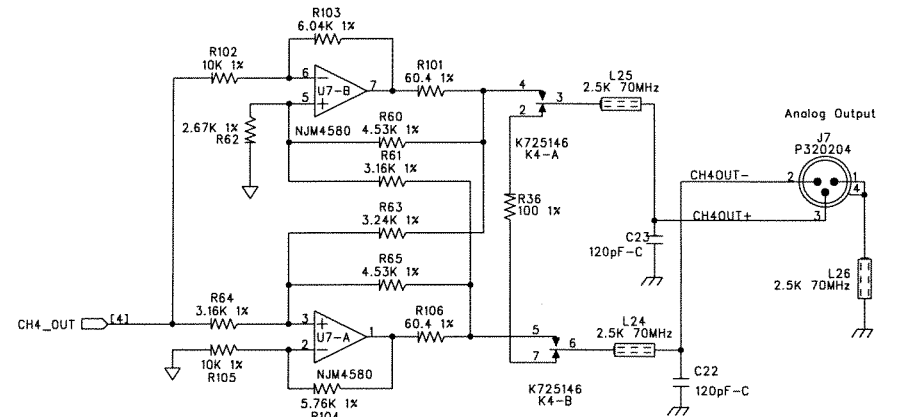 R103
6.04K 1%
R102
10K 1%
6
7
U7-B
5
R101
60.4 1%
4
3
2
L25
2.5K 70MHz
Analog Output
J7
P320204
2.67K 1%
R62
NJM4580
R60
4.53K 1%
R61
3.16K 1%
K725146
K4-A
CH4OUT-
2
1
4
3
R36
100 1%
CH4OUT+
R63
3.24K 1%
C23
120pF-C
R65
4.53K 1%
L26
2.5K 70MHz
R64
3.16K 1%
CH4_OUT
[4]
3
1
U7-A
2
R106
60.4 1%
5
6
7
L24
2.5K 70MHz
10K 1%
R105
NJM4580
5.76K 1%
R104
K725146
K4-B
C22
120pF-C